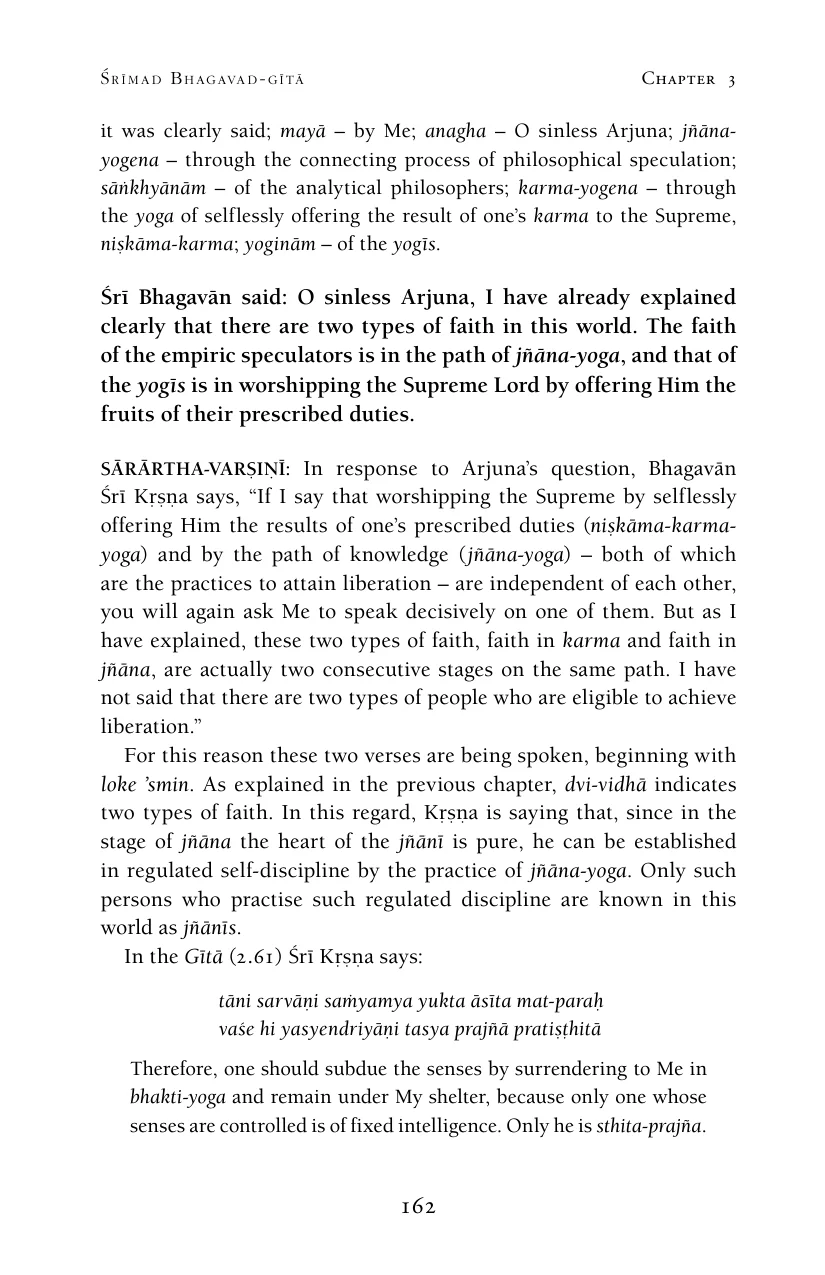 Śrīmad Bhagavad-gītā Chapter 3
it was clearly said; mayā – by Me; anagha – O sinless Arjuna; jñāna-
yogena – through the connecting process of philosophical speculation;
sāṅkhyānām – of the analytical philosophers; karma-yogena – through
the yoga of selflessly offering the result of one’s karma to the Supreme,
niṣkāma-karma; yoginām – of the yogīs.
Śrī Bhagavān said: O sinless Arjuna, I have already explained
clearly that there are two types of faith in this world. The faith
of the empiric speculators is in the path of jñāna-yoga, and that of
the yogīs is in worshipping the Supreme Lord by offering Him the
fruits of their prescribed duties.
SĀRĀRTHA-VARṢIṆĪ: In response to Arjuna’s question, Bhagavān
Śrī Kṛṣṇa says, “If I say that worshipping the Supreme by selflessly
offering Him the results of one’s prescribed duties (niṣkāma-karma-
yoga) and by the path of knowledge (jñāna-yoga) – both of which
are the practices to attain liberation – are independent of each other,
you will again ask Me to speak decisively on one of them. But as I
have explained, these two types of faith, faith in karma and faith in
jñāna, are actually two consecutive stages on the same path. I have
not said that there are two types of people who are eligible to achieve
liberation.”
For this reason these two verses are being spoken, beginning with
loke ’smin. As explained in the previous chapter, dvi-vidhā indicates
two types of faith. In this regard, Kṛṣṇa is saying that, since in the
stage of jñāna the heart of the jñānī is pure, he can be established
in regulated self-discipline by the practice of jñāna-yoga. Only such
persons who practise such regulated discipline are known in this
world as jñānīs.
In the Gītā (2.61) Śrī Kṛṣṇa says:
tāni sarvāṇi saṁyamya yukta āsīta mat-paraḥ
vaśe hi yasyendriyāṇi tasya prajñā pratiṣṭhitā
Therefore, one should subdue the senses by surrendering to Me in
bhakti-yoga and remain under My shelter, because only one whose
senses are controlled is of fixed intelligence. Only he is sthita-prajña.
162